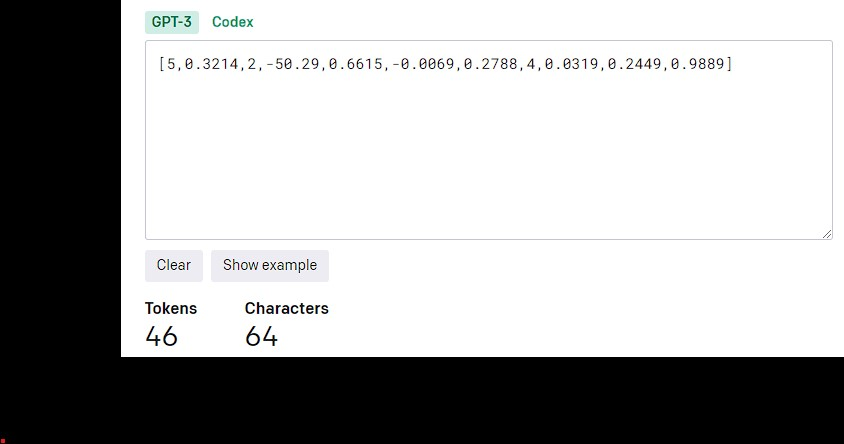 GPT-3 Codex
[5,0.3214,2,-50.29,0.6615,-0.0069,0.2788,4,0.0319,0.2449,0.9889]
Clear Show example
Tokens Characters
46 64